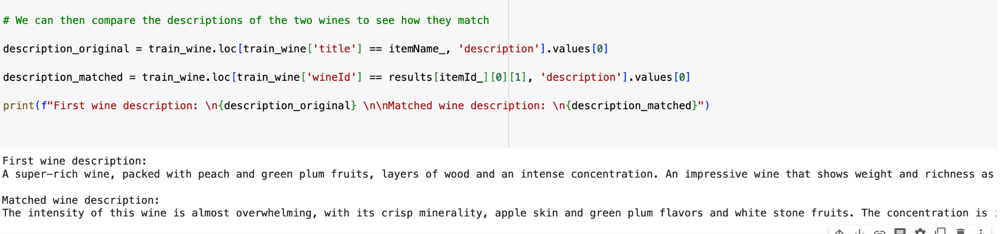 # We can then compare the descriptions of the two wines to see how they match
description_original = train_wine.loc[train_wine['title'] == itemName_, 'description'].values[0]
description_matched = train_wine.loc[train_wine['wineId'] == results[itemId_][0][1], 'description'].values[0]
print(f"First wine description: \n{description_original} \n\nMatched wine description: \n{description_matched}")
First wine description:
A super-rich wine, packed with peach and green plum fruits, layers of wood and an intense concentration. An impressive wine that shows weight and richness as
Matched wine description:
The intensity of this wine is almost overwhelming, with its crisp minerality, apple skin and green plum flavors and white stone fruits. The concentration is